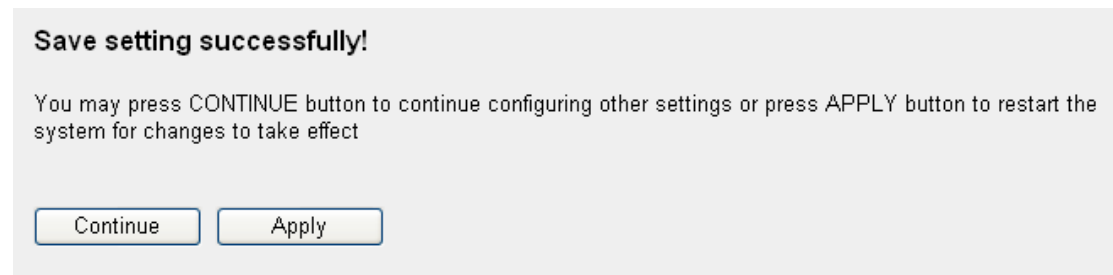 Save setting successfully!
You may press CONTINUE button to continue configuring other settings or press APPLY button to restart the
system for changes to take effect
Continue Apply